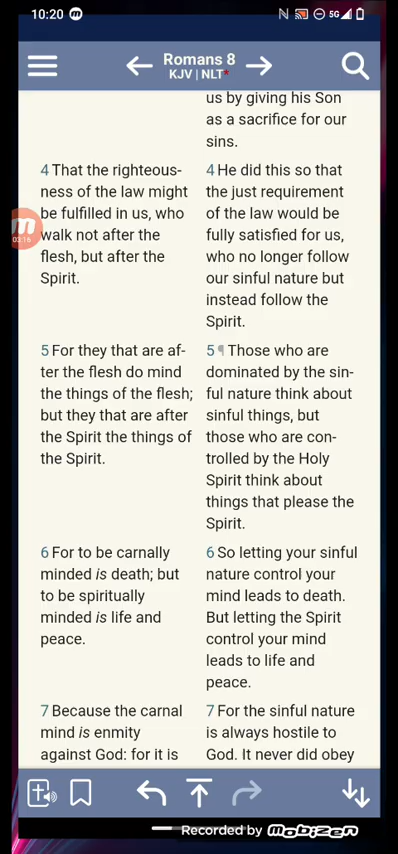 10:20
5G
Romans 8
KJV | NLT*
us by giving his Son
as a sacrifice for our
sins.
4 That the righteous-
ness of the law might
be fulfilled in us, who
walk not after the
flesh, but after the
Spirit.
4 He did this so that
the just requirement
of the law would be
fully satisfied for us,
who no longer follow
our sinful nature but
instead follow the
Spirit.
03:16
5 For they that are af-
ter the flesh do mind
the things of the flesh;
but they that are after
the Spirit the things of
the Spirit.
5 ¶ Those who are
dominated by the sin-
ful nature think about
sinful things, but
those who are con-
trolled by the Holy
Spirit think about
things that please the
Spirit.
6 For to be carnally
minded is death; but
to be spiritually
minded is life and
peace.
6 So letting your sinful
nature control your
mind leads to death.
But letting the Spirit
control your mind
leads to life and
peace.
7 Because the carnal
mind is enmity
against God: for it is
7 For the sinful nature
is always hostile to
God. It never did obey
Recorded by Mobizen